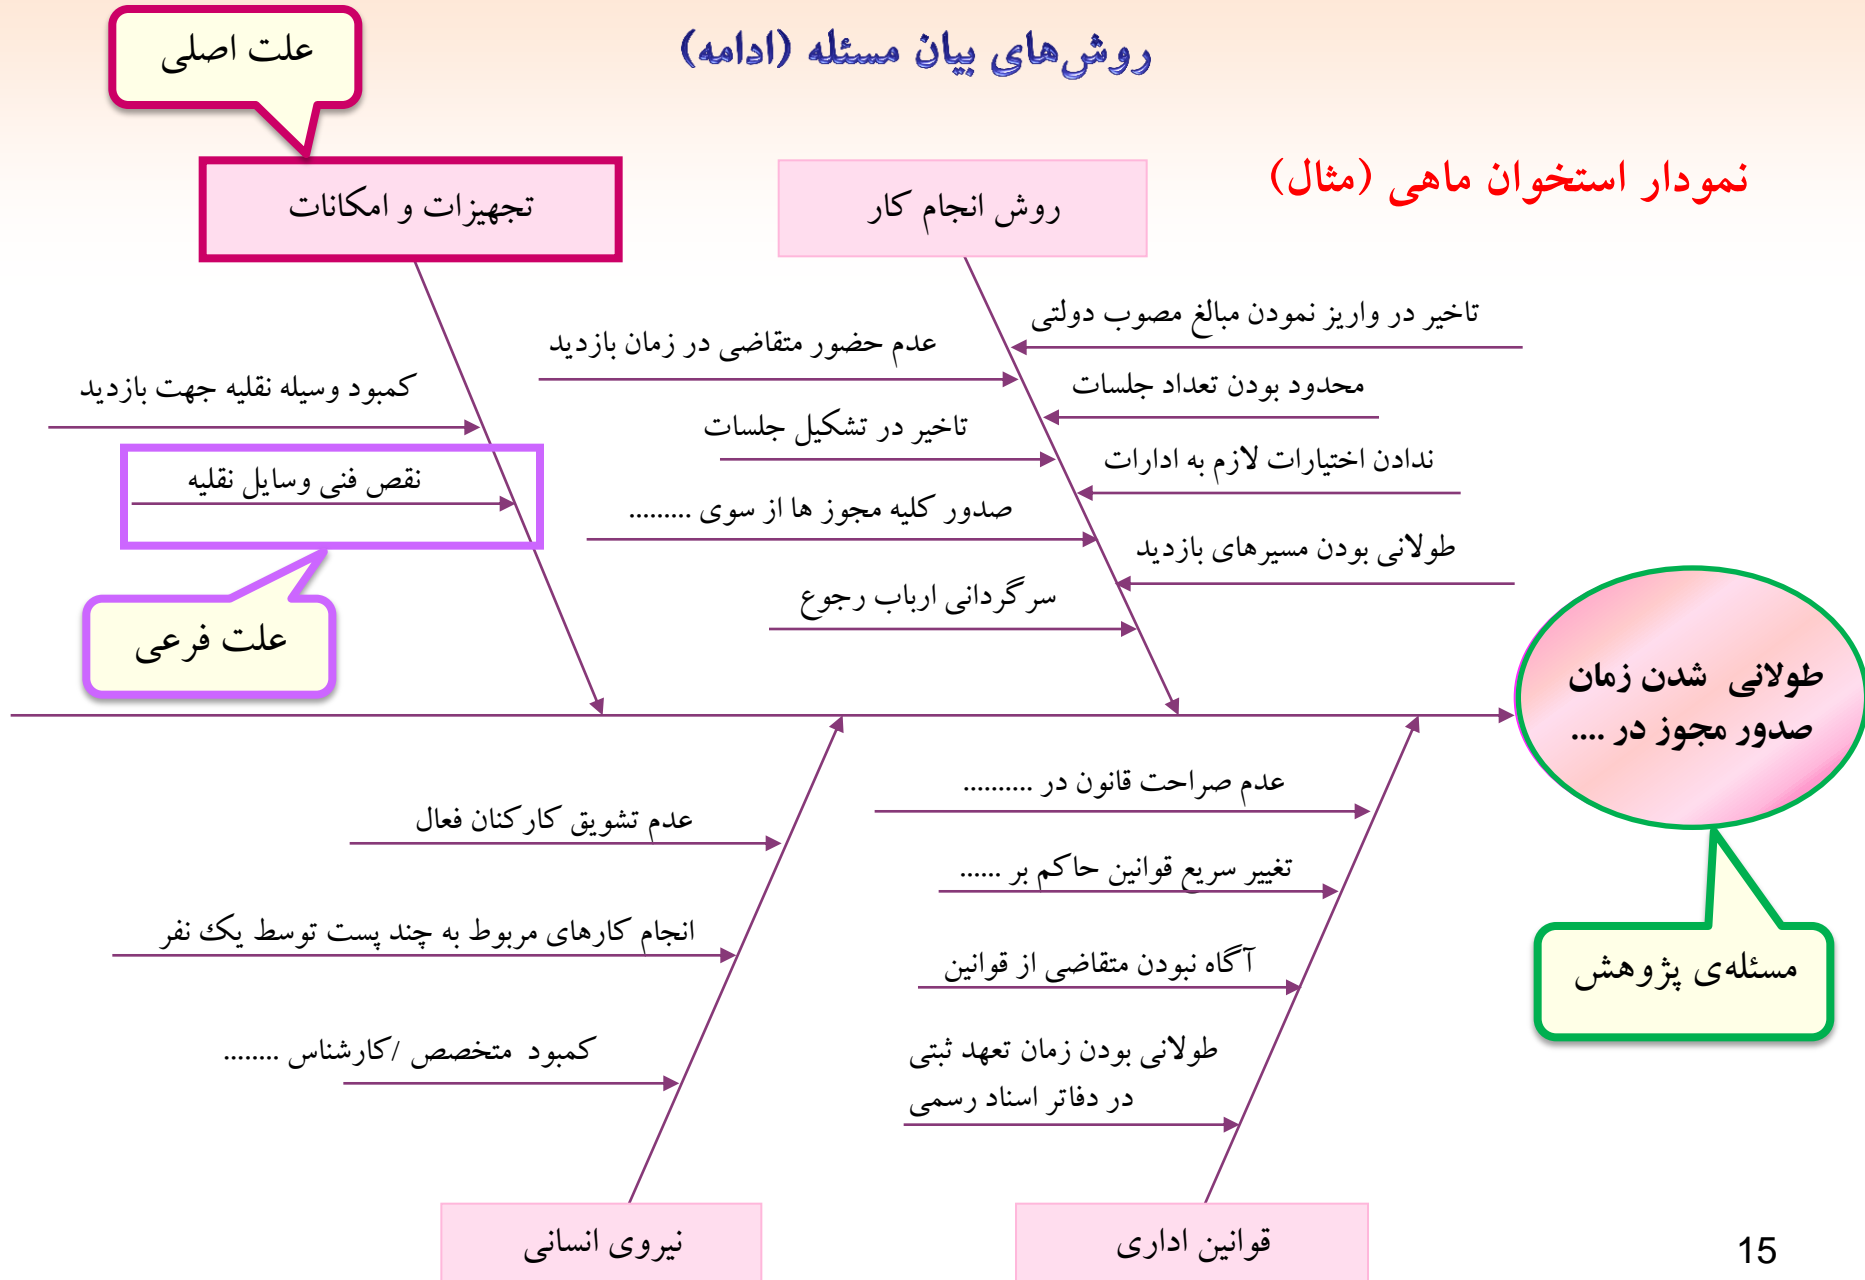 روش‌های بیان مسئله (ادامه)
علت اصلی
نمودار استخوان ماهی (مثال)
روش انجام کار
تجهیزات و امکانات
تاخیر در واریز نمودن مبالغ مصوب دولتی
عدم حضور متقاضی در زمان بازدید
محدود بودن تعداد جلسات
تاخیر در تشکیل جلسات
ندادن اختیارات لازم به ادارات
صدور کلیه مجوز ها از سوی .........
طولانی بودن مسیرهای بازدید
سرگردانی ارباب رجوع
کمبود وسیله نقلیه جهت بازدید
نقص فنی وسایل نقلیه
علت فرعی
طولانی شدن زمان
صدور مجوز در ....
عدم صراحت قانون در ..........
تغییر سریع قوانین حاکم بر ......
آگاه نبودن متقاضی از قوانین
طولانی بودن زمان تعهد ثبتی
در دفاتر اسناد رسمی
عدم تشویق کارکنان فعال
انجام کارهای مربوط به چند پست توسط یک نفر
کمبود متخصص /کارشناس ........
مسئله‌ی پژوهش
قوانین اداری
نیروی انسانی
15